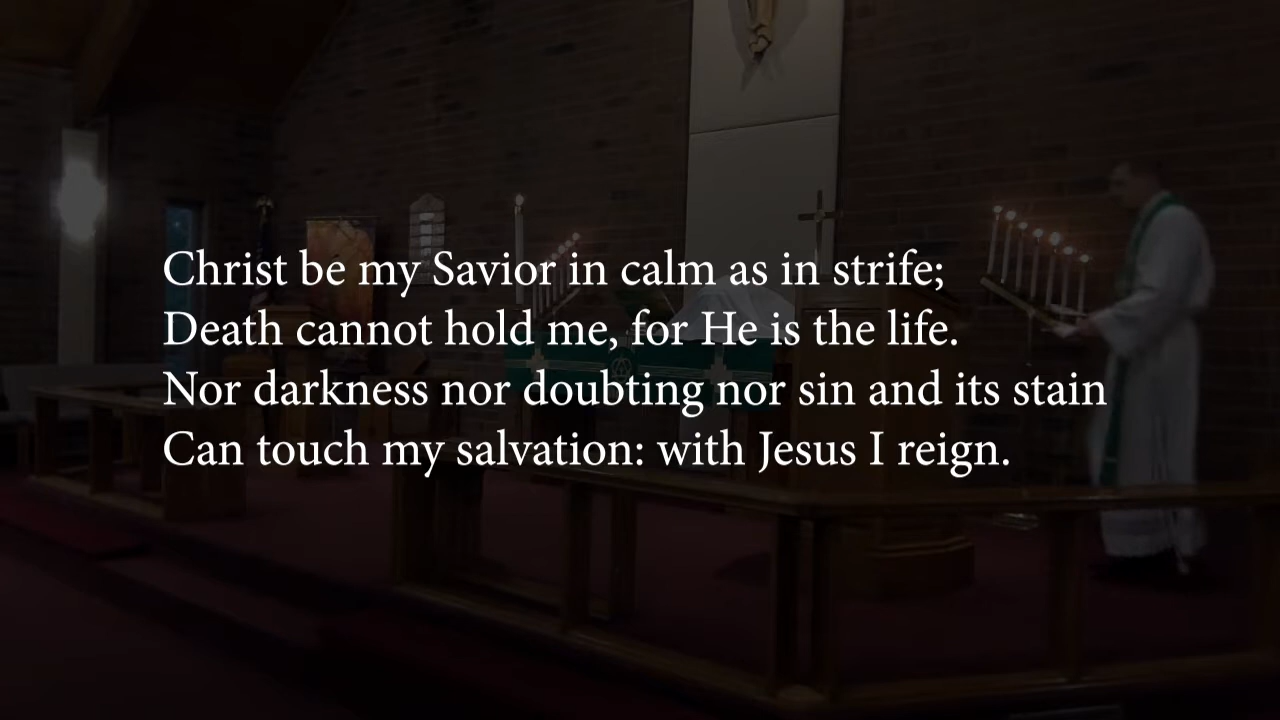 Christ be my Savior in calm as in strife;
Death cannot hold me, for He is the life.
Nor darkness nor doubting nor sin and its stain
Can touch my salvation: with Jesus I reign.